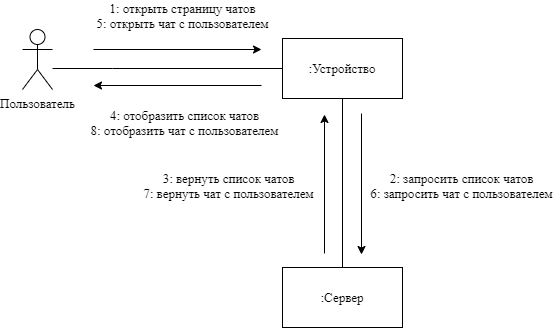 1: открыть страницу чатов
5: открыть чат с пользователем
:Устройство
Пользователь
4: отобразить список чатов
8: отобразить чат с пользователем
3: вернуть список чатов
7: вернуть чат с пользователем
2: запросить список чатов
6: запросить чат с пользователем
:Сервер